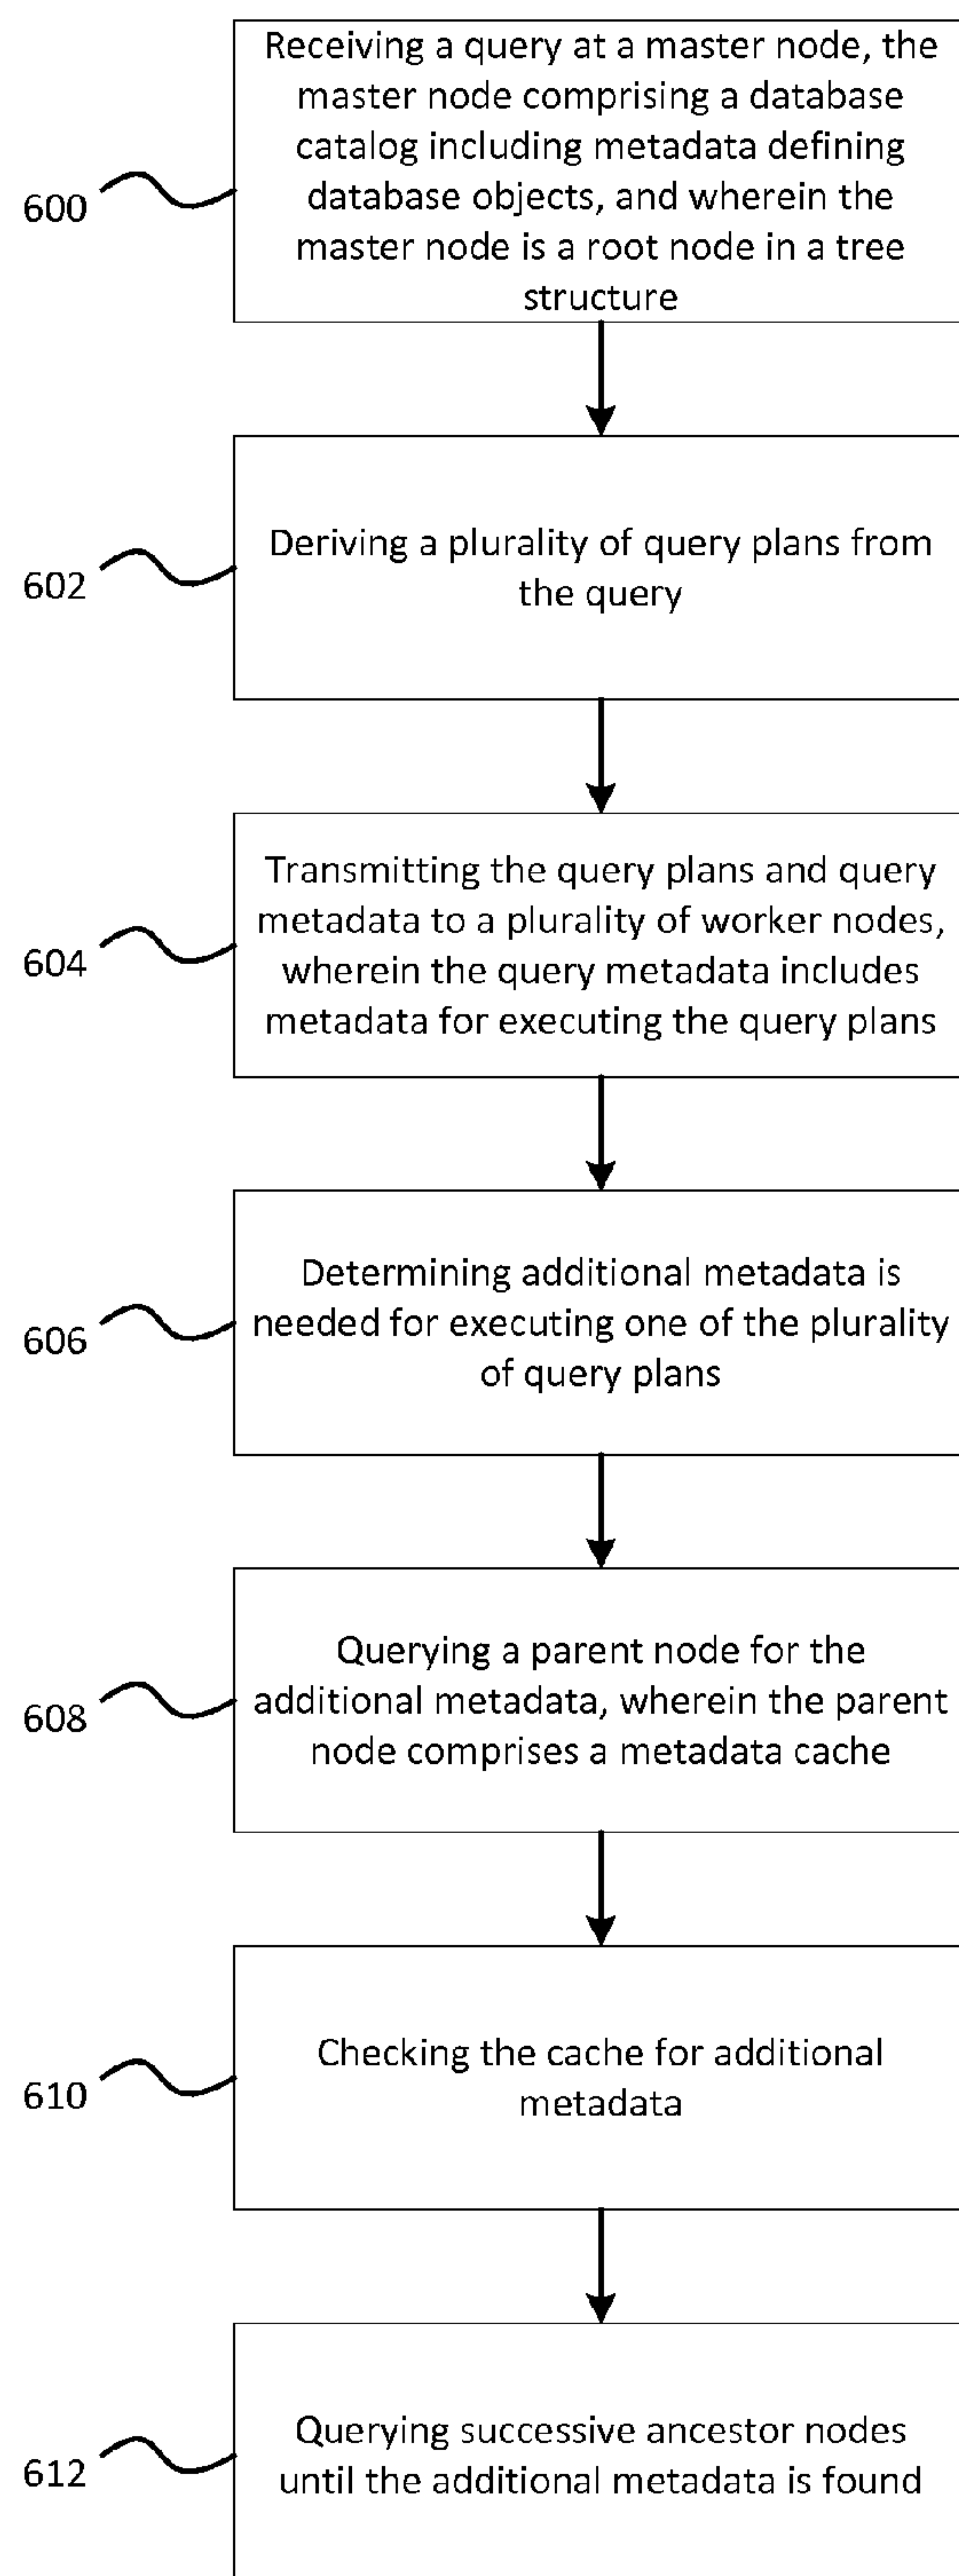 Receiving a query at a master node, the
master node comprising a database
catalog including metadata defining
database objects, and wherein the
master node is a root node in a tree
structure
600
Deriving a plurality of query plans from
the query
602
Transmitting the query plans and query
metadata to a plurality of worker nodes,
wherein the query metadata includes
metadata for executing the query plans
604
Determining additional metadata is
needed for executing one of the plurality
of query plans
606
Querying a parent node for the
additional metadata, wherein the parent
node comprises a metadata cache
608
Checking the cache for additional
metadata
610
Querying successive ancestor nodes
until the additional metadata is found
612